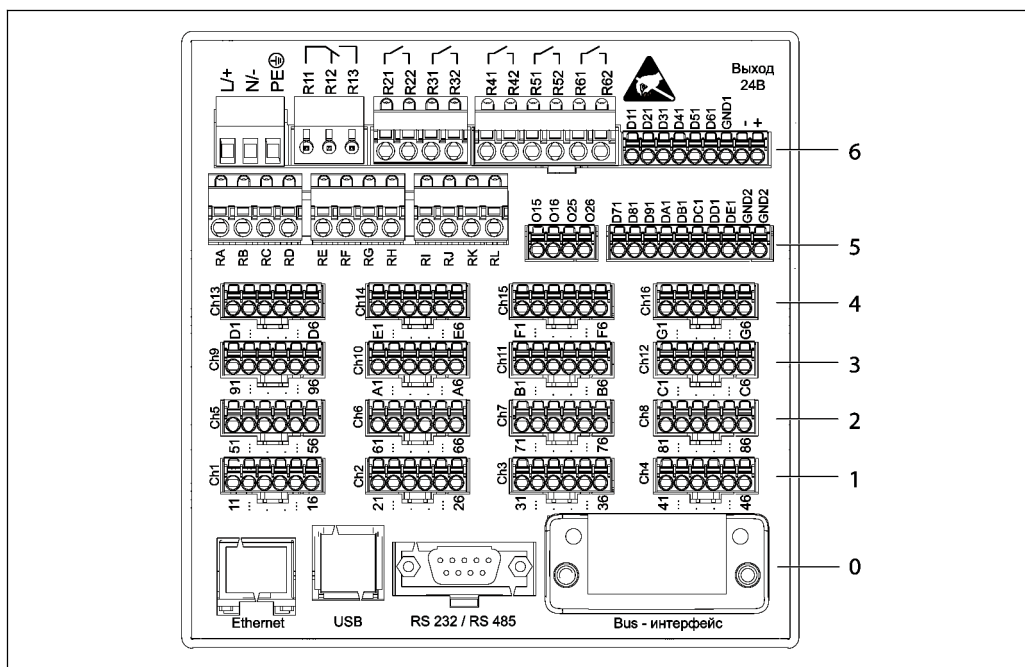 L/+ N/- PE R11 R12 R13 R21 R22 R31 R32 R41 R42 R51 R52 R61 R62
Выход
24В
D11 D21 D31 D41 D51 D61 GND1 - +
6
O15 O16 O25 O26 D71 D81 D91 DA1 DB1 DC1 DD1 DE1 GND2 GND2
5
RA RB RC RD RE RF RG RH RI RJ RK RL
Ch13 Ch14 Ch15 Ch16
4
D1 D6 E1 E6 F1 F6 G1 G6
Ch9 Ch10 Ch11 Ch12
3
91 96 A1 A6 B1 B6 C1 C6
Ch5 Ch6 Ch7 Ch8
2
51 56 61 66 71 76 81 86
Ch1 Ch2 Ch3 Ch4
1
11 16 21 26 31 36 41 46
0
Ethernet USB RS 232 / RS 485 Bus - интерфейс